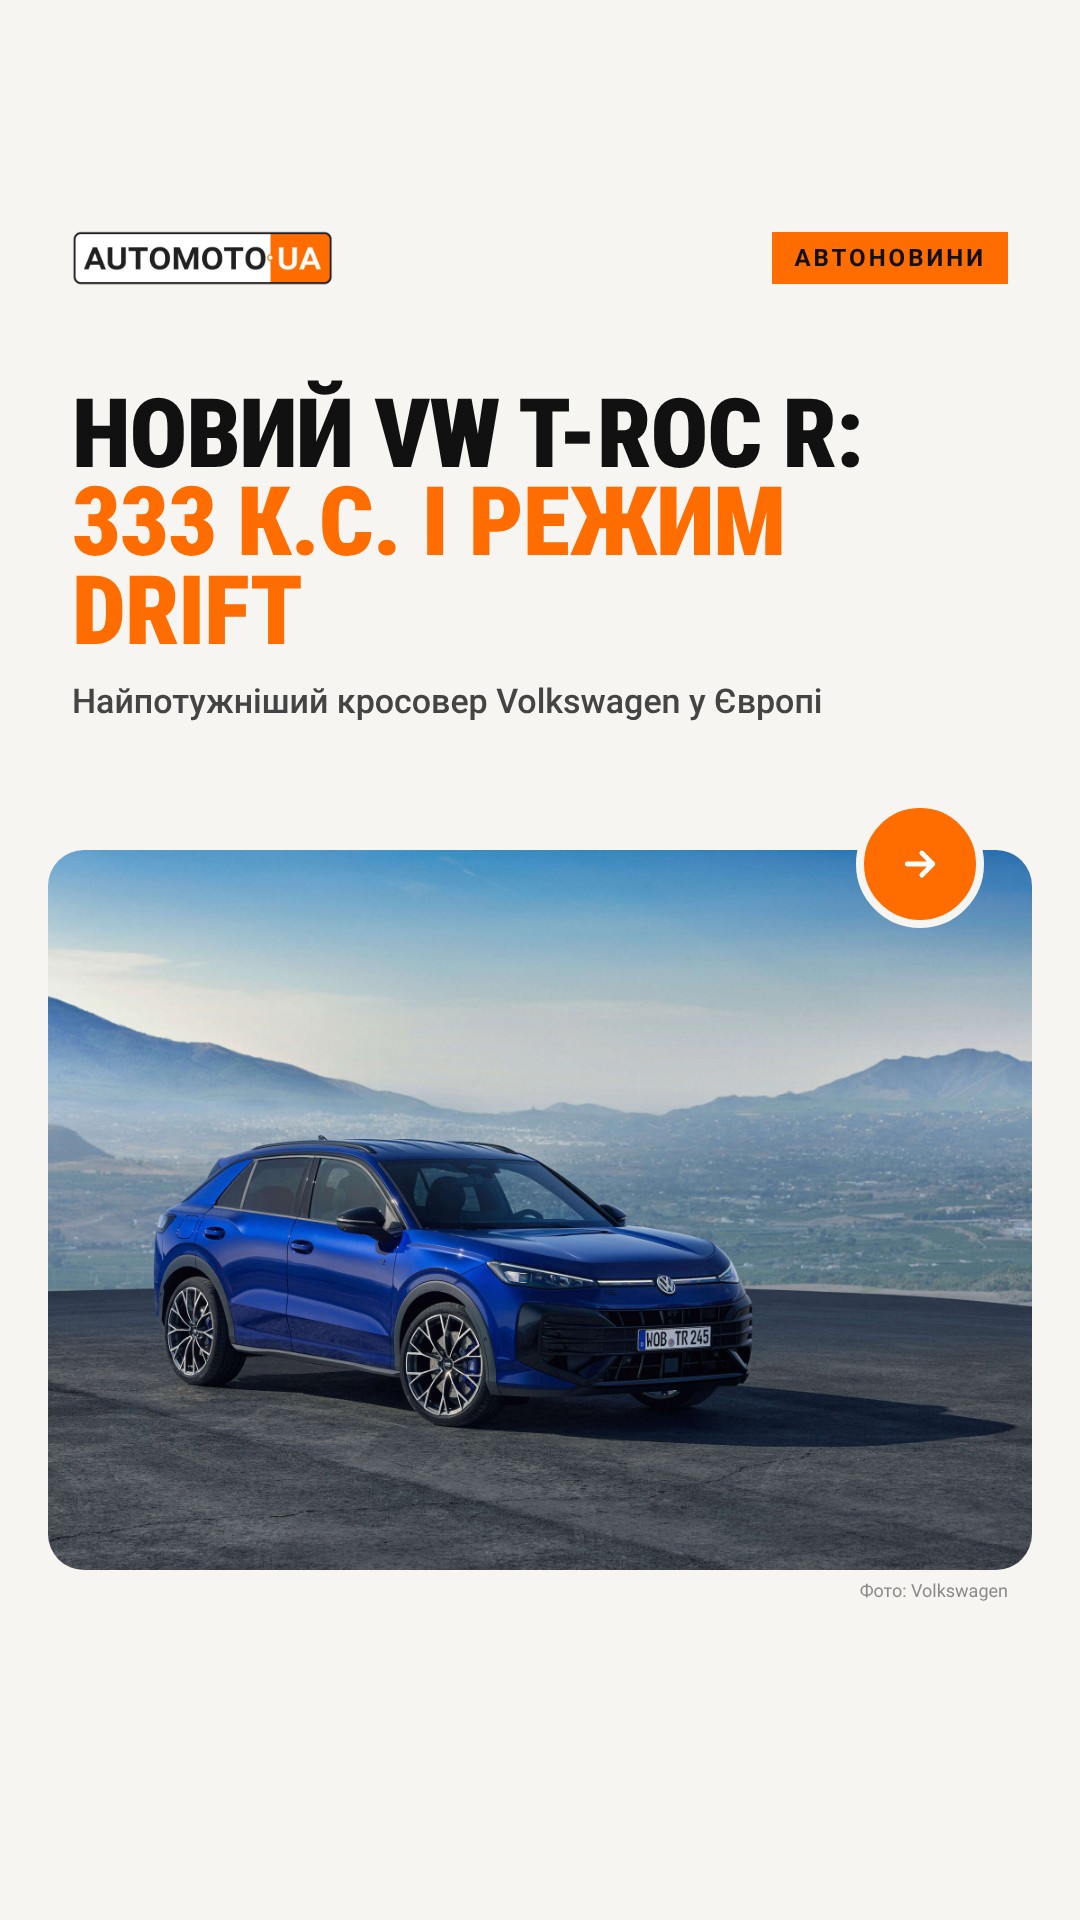 AUTOMOTO UA
АВТОНОВИНИ
НОВИЙ VW T-ROC R:
333 К.С. І РЕЖИМ
DRIFT
Найпотужніший кросовер Volkswagen у Європі
WOB TR 245
Фото: Volkswagen